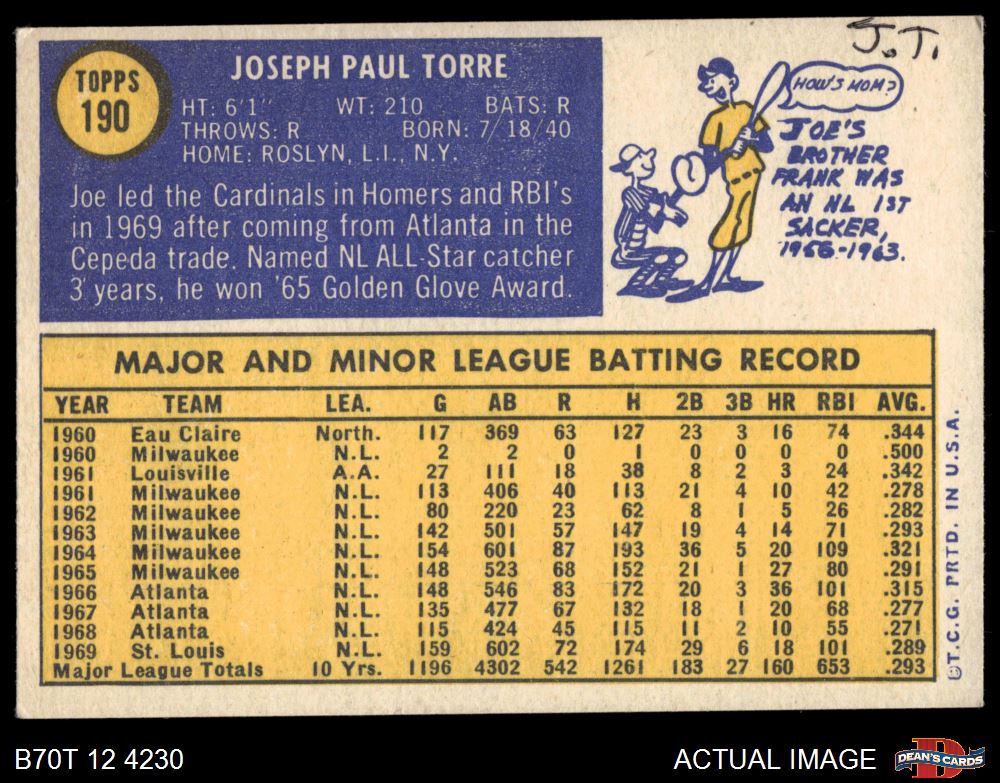 J.T.
TOPPS
190
JOSEPH PAUL TORRE
HT: 6'1" WT: 210 BATS: R
THROWS: R BORN: 7/18/40
HOME: ROSLYN, L.I., N.Y.
Joe led the Cardinals in Homers and RBI's
in 1969 after coming from Atlanta in the
Cepeda trade. Named NL ALL-Star catcher
3 years, he won '65 Golden Glove Award.
HOW'S MOM?
JOE'S
BROTHER
FRANK WAS
AN NL 1ST
SACKER,
1956-1963.
MAJOR AND MINOR LEAGUE BATTING RECORD
YEAR TEAM LEA. G AB R H 2B 3B HR RBI AVG.
1960 Eau Claire North. 117 369 63 127 23 3 16 74 .344
1960 Milwaukee N.L. 2 2 0 1 0 0 0 0 .500
1961 Louisville A.A. 27 111 18 38 8 2 3 24 .342
1961 Milwaukee N.L. 113 406 40 113 21 4 10 42 .278
1962 Milwaukee N.L. 80 220 23 62 8 1 5 26 .282
1963 Milwaukee N.L. 142 501 57 147 19 4 14 71 .293
1964 Milwaukee N.L. 154 601 87 193 36 5 20 109 .321
1965 Milwaukee N.L. 148 523 68 152 21 1 27 80 .291
1966 Atlanta N.L. 148 546 83 172 20 3 36 101 .315
1967 Atlanta N.L. 135 477 67 132 18 1 20 68 .277
1968 Atlanta N.L. 115 424 45 115 11 2 10 55 .271
1969 St. Louis N.L. 159 602 72 174 29 6 18 101 .289
Major League Totals 10 Yrs. 1196 4302 542 1261 183 27 160 653 .293
©T.C.G. PRTD. IN U.S.A.
B70T 12 4230
ACTUAL IMAGE
D
DEAN'S CARDS